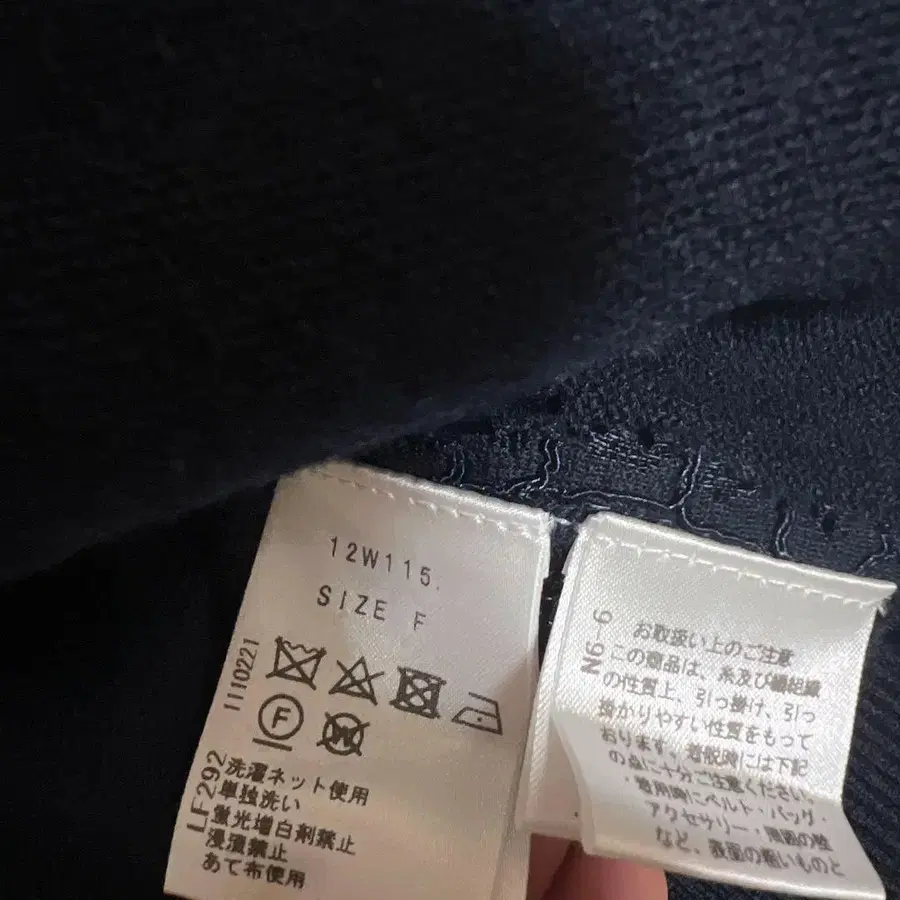 12W115.
SIZE F
1110221
F
W
LF292
洗濯ネット使用
単独洗い
蛍光増白剤禁止
浸漬禁止
あて布使用
N6-6
お取扱い上のご注意
この商品は、糸及び編組織
の性質上、引っ掛け、引っ
掛かりやすい性質をもって
おります。着脱時には下記
の点に十分ご注意ください。
・着用時にベルト・バッグ・
アクセサリー・周囲の物
など、表面の粗いものと